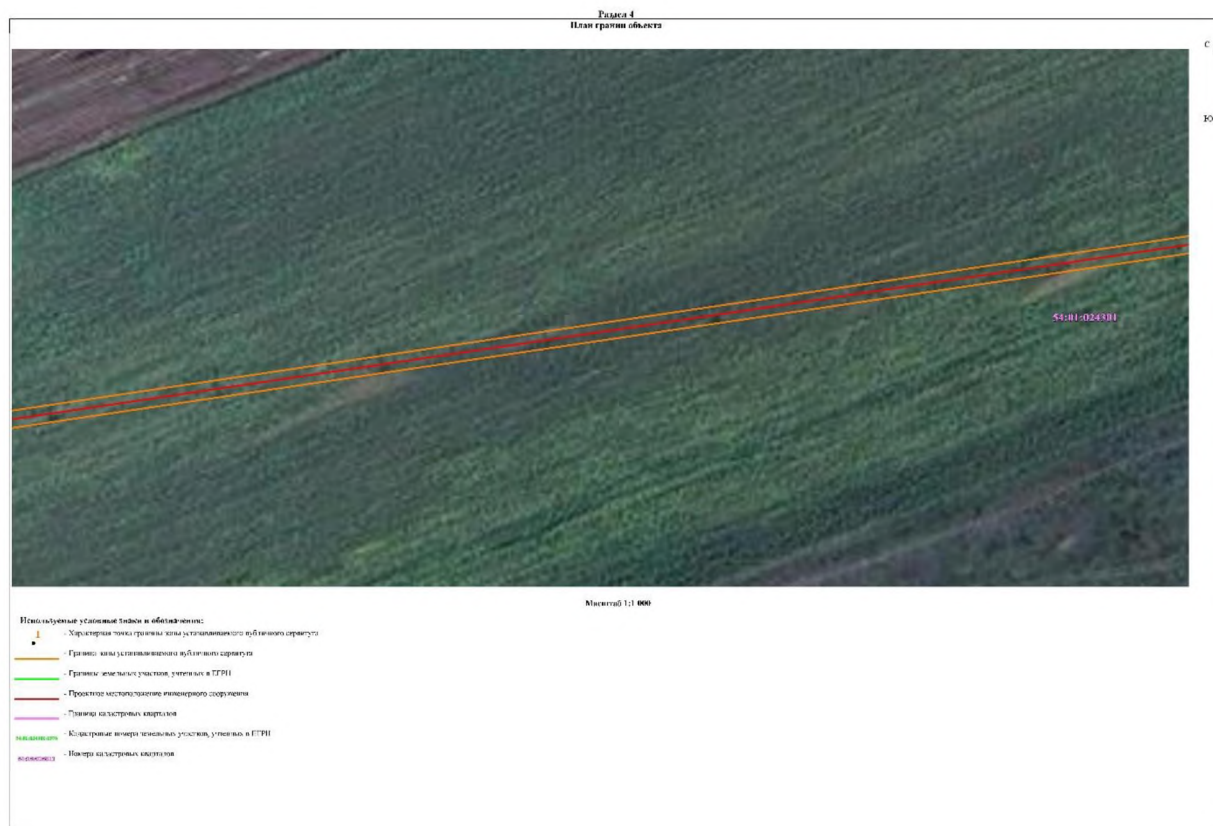 Раздел 4
План границ объекта
С
Ю
54:01:024301
Масштаб 1:1 000
Используемые условные знаки и обозначения:
1
- Характерная точка границы зоны устанавливаемого публичного сервитута
- Граница зоны устанавливаемого публичного сервитута
- Границы земельных участков, учтенных в ЕГРН
- Проектное местоположение инженерного сооружения
- Граница кадастровых кварталов
- Кадастровые номера земельных участков, учтенных в ЕГРН
- Номера кадастровых кварталов